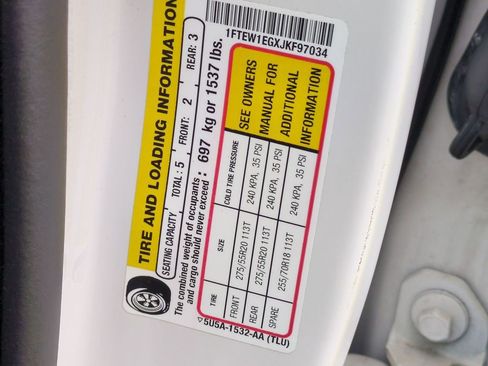 TIRE AND LOADING INFORMATION
SEATING CAPACITY TOTAL: 5 FRONT: 2 REAR: 3
The combined weight of occupants and cargo should never exceed: 697 kg or 1537 lbs.
TIRE SIZE COLD TIRE PRESSURE
FRONT 275/55R20 113T 240 KPA, 35 PSI
REAR 275/55R20 113T 240 KPA, 35 PSI
SPARE 255/70R18 113T 240 KPA, 35 PSI
SEE OWNERS
MANUAL FOR
ADDITIONAL
INFORMATION
5U5A-1532-AA (TLU)
1FTEW1EGXJKF97034